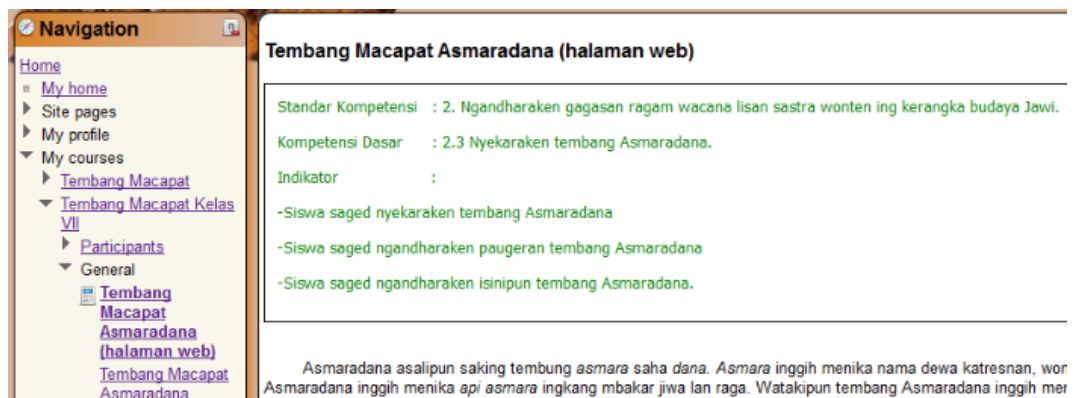 Navigation
Home
My home
Site pages
My profile
My courses
Tembang Macapat
Tembang Macapat Kelas
VII
Participants
General
Tembang
Macapat
Asmaradana
(halaman web)
Tembang Macapat
Asmaradana
Tembang Macapat Asmaradana (halaman web)
Standar Kompetensi : 2. Ngandharaken gagasan ragam wacana lisan sastra wonten ing kerangka budaya Jawi.
Kompetensi Dasar : 2.3 Nyekaraken tembang Asmaradana.
Indikator :
-Siswa saged nyekaraken tembang Asmaradana
-Siswa saged ngandharaken paugeran tembang Asmaradana
-Siswa saged ngandharaken isinipun tembang Asmaradana.
Asmaradana asalipun saking tembung asmara saha dana. Asmara inggih menika nama dewa katresnan,
Asmaradana inggih menika api asmara ingkang mbakar jiwa lan raga. Watakipun tembang Asmaradana inggih